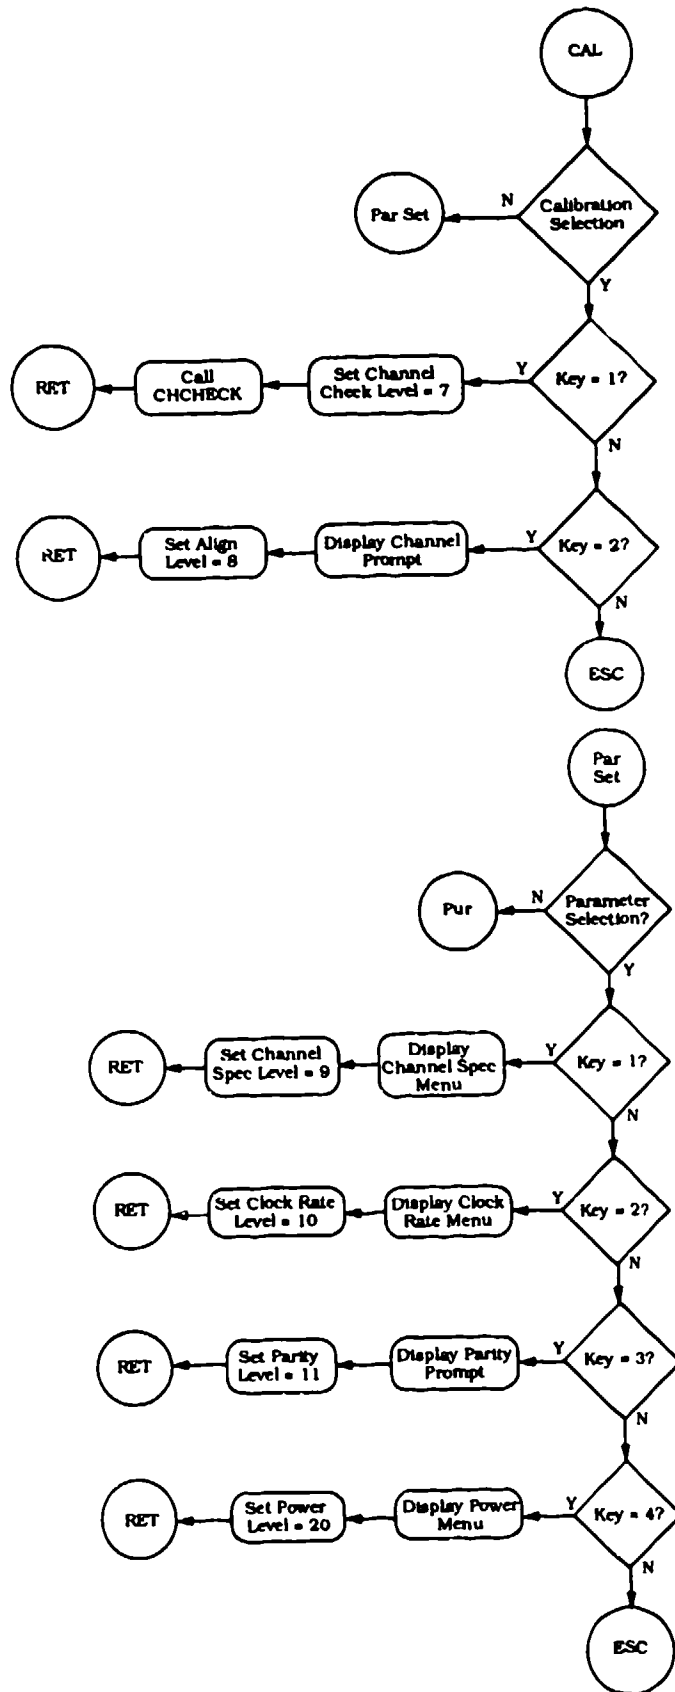 CAL
Par Set
N
Calibration
Selection
Y
RET
Call
CHCHECK
Set Channel
Check Level = 7
Y
Key = 1?
N
RET
Set Align
Level = 8
Display Channel
Prompt
Y
Key = 2?
N
ESC
Par
Set
Pur
N
Parameter
Selection?
Y
RET
Set Channel
Spec Level = 9
Display
Channel Spec
Menu
Y
Key = 1?
N
RET
Set Clock Rate
Level = 10
Display Clock
Rate Menu
Y
Key = 2?
N
RET
Set Parity
Level = 11
Display Parity
Prompt
Y
Key = 3?
N
RET
Set Power
Level = 20
Display Power
Menu
Y
Key = 4?
N
ESC